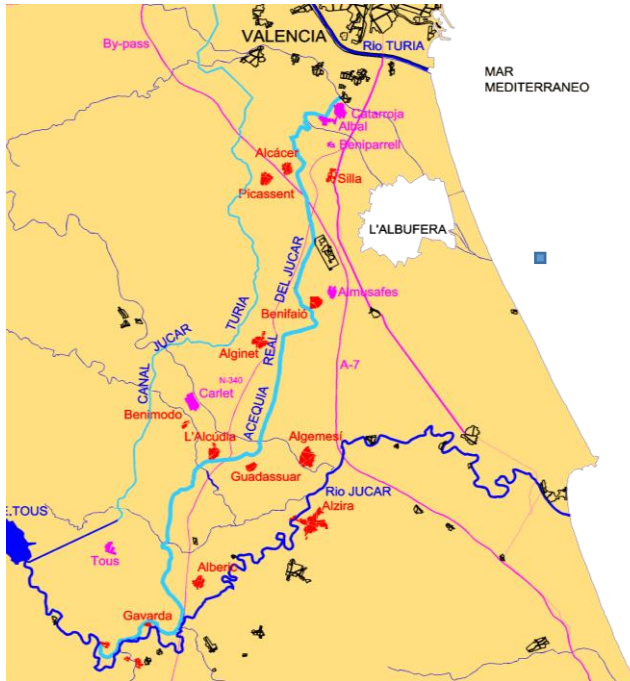 VALENCIA
Rio TURIA
By-pass
MAR
MEDITERRANEO
Catarroja
Albal
Beniparrell
Alcácer
Silla
Picassent
L'ALBUFERA
DEL JUCAR
Almusafes
Benifaió
TURIA
JUCAR
CANAL
Alginet
REAL
ACEQUIA
A-7
N-340
Carlet
Benimodo
L'Alcúdia
Algemesí
Guadassuar
Rio JUCAR
E.TOUS
Alzira
Tous
Alberic
Gavarda